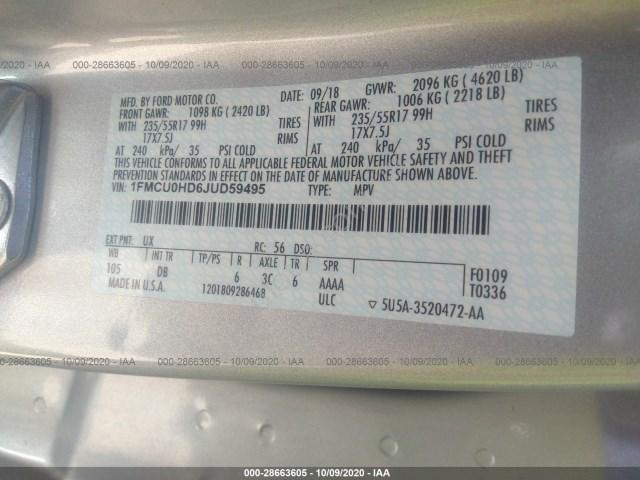 000-28663605 - 10/09/2020 - IAA
MFD. BY FORD MOTOR CO.
DATE: 09/18 GVWR: 2096 KG ( 4620 LB)
FRONT GAWR: 1098 KG ( 2420 LB) REAR GAWR: 1006 KG ( 2218 LB)
WITH 235/55R17 99H TIRES WITH 235/55R17 99H TIRES
17X7.5J RIMS 17X7.5J RIMS
AT 240 kPa/ 35 PSI COLD AT 240 kPa/ 35 PSI COLD
THIS VEHICLE CONFORMS TO ALL APPLICABLE FEDERAL MOTOR VEHICLE SAFETY AND THEFT
PREVENTION STANDARDS IN EFFECT ON THE DATE OF MANUFACTURE SHOWN ABOVE.
VIN: 1FMCU0HD6JUD59495 TYPE: MPV
EXT PNT: UX RC: 56 DSO:
WB INT TR TP/PS R AXLE TR SPR
105 DB 6 3C 6 AAAA F0109
MADE IN U.S.A. 1201809286468 ULC T0336
5U5A-3520472-AA
000-28663605 - 10/09/2020 - IAA
000-28663605 - 10/09/2020 - IAA